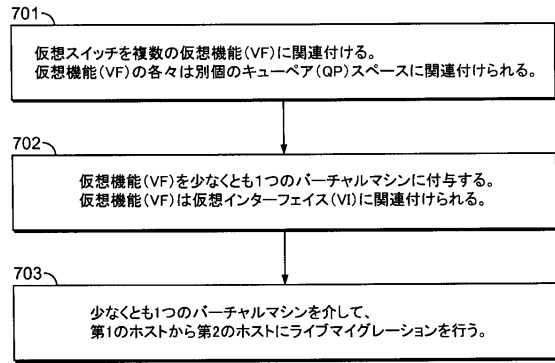 701
仮想スイッチを複数の仮想機能(VF)に関連付ける。
仮想機能(VF)の各々は別個のキューペア(QP)スペースに関連付けられる。
702
仮想機能(VF)を少なくとも1つのバーチャルマシンに付与する。
仮想機能(VF)は仮想インターフェイス(VI)に関連付けられる。
703
少なくとも1つのバーチャルマシンを介して、
第1のホストから第2のホストにライブマイグレーションを行う。